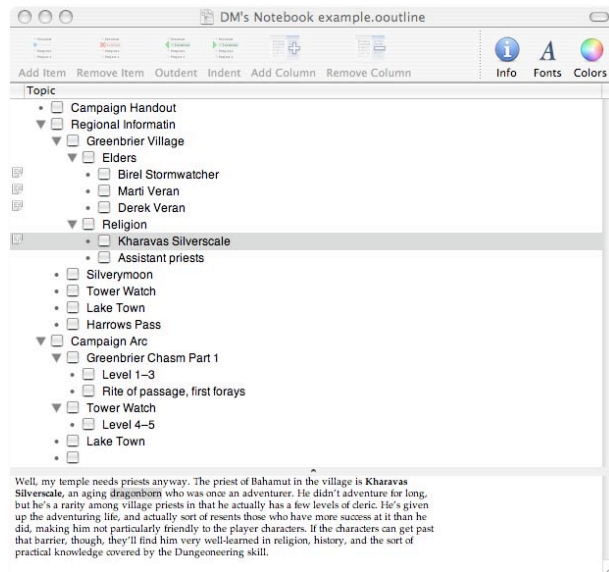 DM's Notebook example.ooutline
Add Item Remove Item Outdent Indent Add Column Remove Column Info Fonts Colors
Topic
Campaign Handout
Regional Informatin
Greenbrier Village
Elders
Birel Stormwatcher
Marti Veran
Derek Veran
Religion
Kharavas Silverscale
Assistant priests
Silverymoon
Tower Watch
Lake Town
Harrows Pass
Campaign Arc
Greenbrier Chasm Part 1
Level 1–3
Rite of passage, first forays
Tower Watch
Level 4–5
Lake Town
Well, my temple needs priests anyway. The priest of Bahamut in the village is Kharavas
Silverscale, an aging dragonborn who was once an adventurer. He didn't adventure for long,
but he's a rarity among village priests in that he actually has a few levels of cleric. He's given
up the adventuring life, and actually sort of resents those who have more success at it than he
did, making him not particularly friendly to the player characters. If the characters can get past
that barrier, though, they'll find him very well-learned in religion, history, and the sort of
practical knowledge covered by the Dungeoneering skill.